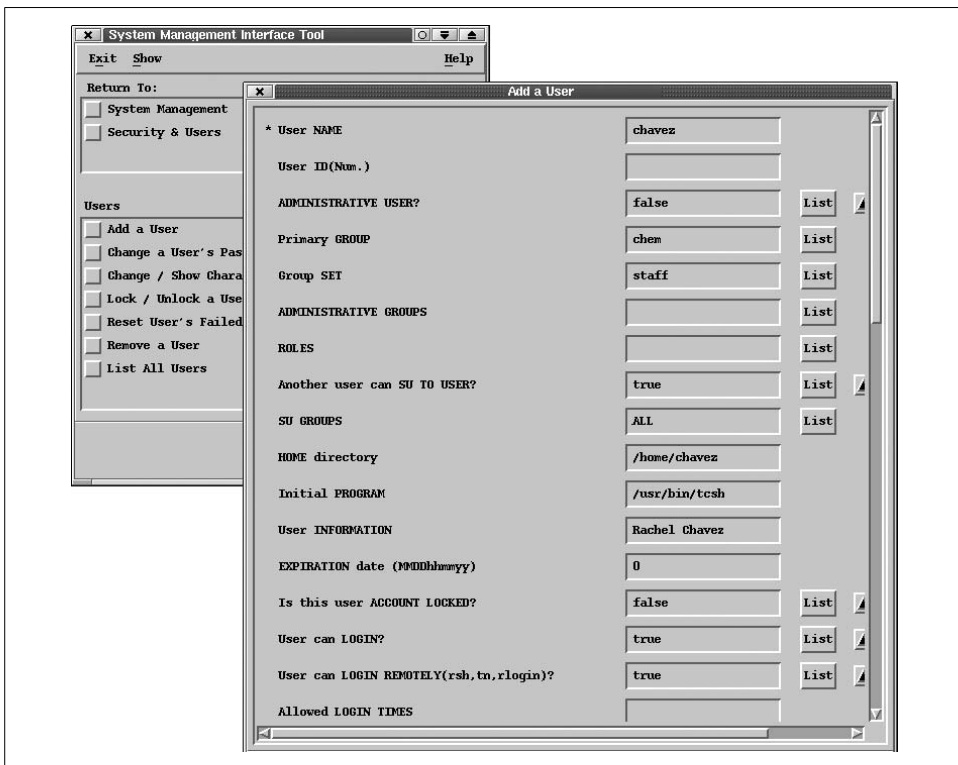 System Management Interface Tool
Exit Show Help
Return To:
System Management
Security & Users
Users
Add a User
Change a User's Pas
Change / Show Chara
Lock / Unlock a Use
Reset User's Failed
Remove a User
List All Users
Add a User
* User NAME chavez
User ID(Num.)
ADMINISTRATIVE USER? false List
Primary GROUP chem List
Group SET staff List
ADMINISTRATIVE GROUPS List
ROLES List
Another user can SU TO USER? true List
SU GROUPS ALL List
HOME directory /home/chavez
Initial PROGRAM /usr/bin/tcsh
User INFORMATION Rachel Chavez
EXPIRATION date (MMDDhhmmyy) 0
Is this user ACCOUNT LOCKED? false List
User can LOGIN? true List
User can LOGIN REMOTELY(rsh,tn,rlogin)? true List
Allowed LOGIN TIMES